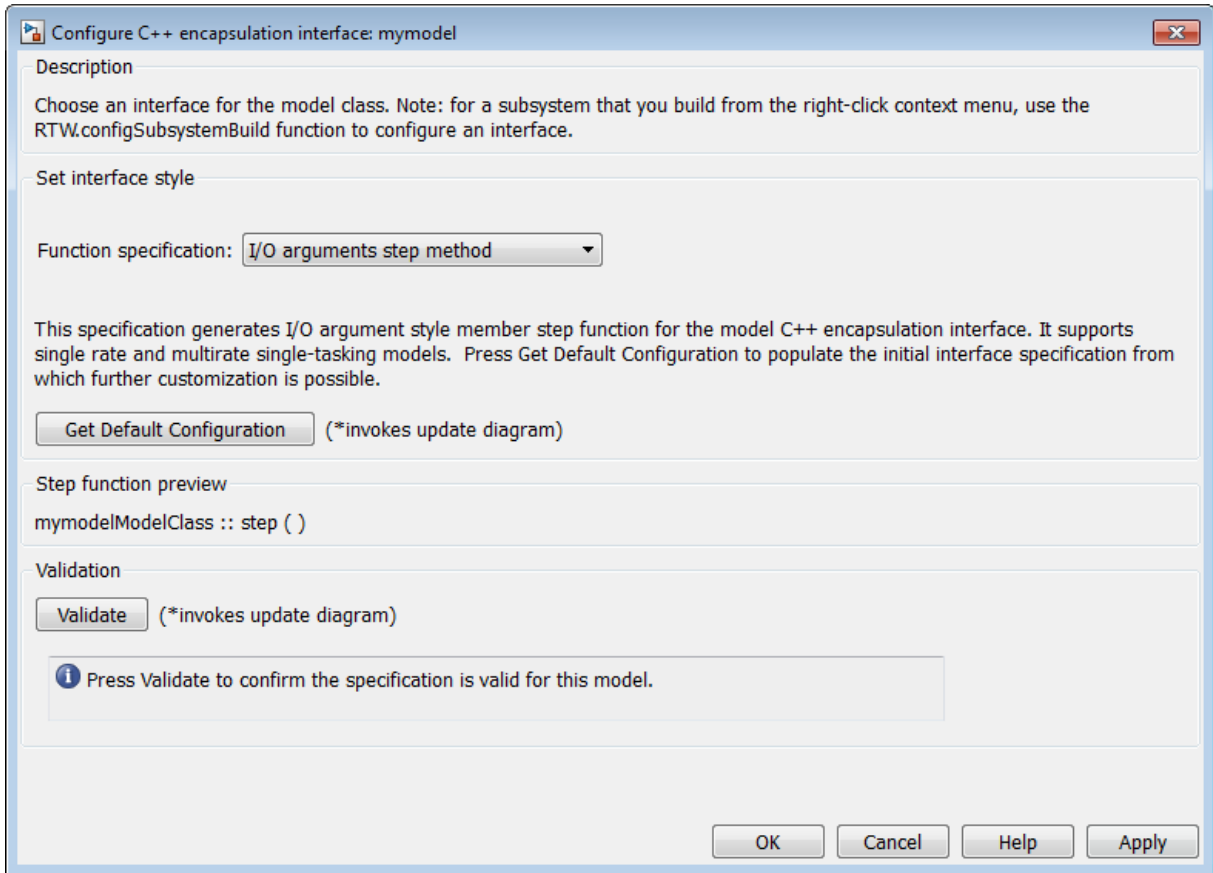 Configure C++ encapsulation interface: mymodel
Description
Choose an interface for the model class. Note: for a subsystem that you build from the right-click context menu, use the
RTW.configSubsystemBuild function to configure an interface.
Set interface style
Function specification: I/O arguments step method
This specification generates I/O argument style member step function for the model C++ encapsulation interface. It supports
single rate and multirate single-tasking models.  Press Get Default Configuration to populate the initial interface specification from
which further customization is possible.
Get Default Configuration (*invokes update diagram)
Step function preview
mymodelModelClass :: step ( )
Validation
Validate (*invokes update diagram)
Press Validate to confirm the specification is valid for this model.
OK Cancel Help Apply